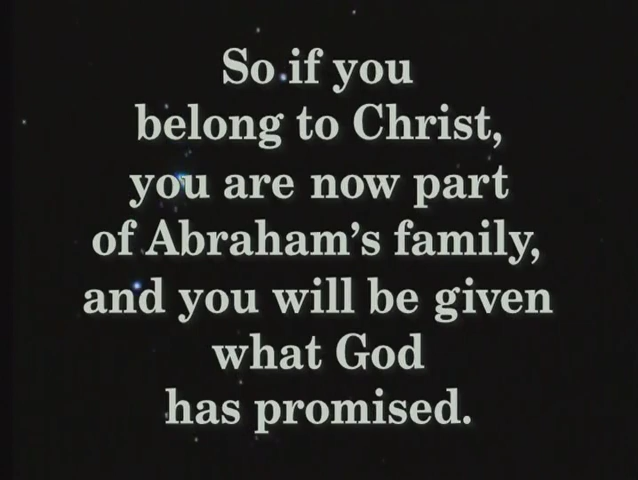 So if you
belong to Christ,
you are now part
of Abraham's family,
and you will be given
what God
has promised.